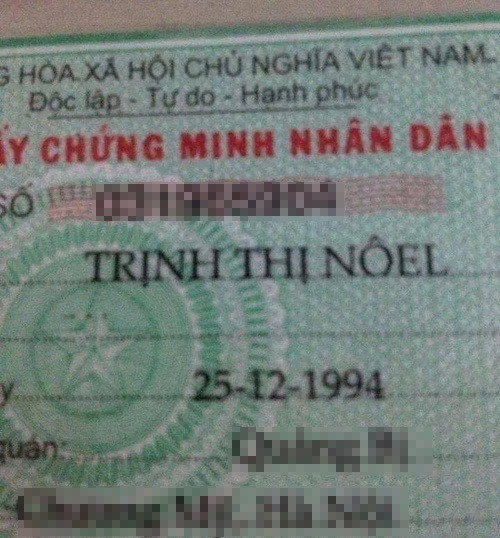 G HÒA XÃ HỘI CHỦ NGHĨA VIỆT NAM
Độc lập - Tự do - Hạnh phúc
ẤY CHỨNG MINH NHÂN DÂN
SỐ
TRỊNH THỊ NÔEL
y 25-12-1994
quán: